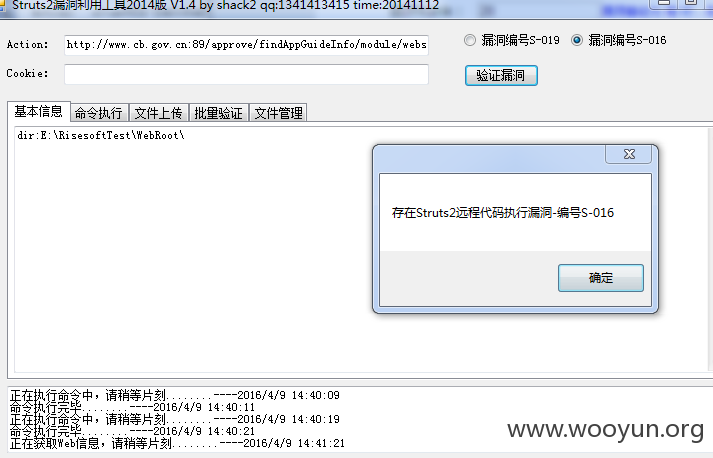 Struts2漏洞利用工具2014版 V1.4 by shack2 qq:1341413415 time:20141112
Action: http://www.cb.gov.cn:89/approve/findAppGuideInfo/module/webs 漏洞编号S-019 漏洞编号S-016
Cookie: 验证漏洞
基本信息 命令执行 文件上传 批量验证 文件管理
dir:E:\RisesoftTest\WebRoot\
存在Struts2远程代码执行漏洞-编号S-016
确定
正在执行命令中，请稍等片刻........----2016/4/9 14:40:09
命令执行完毕........----2016/4/9 14:40:11
正在执行命令中，请稍等片刻........----2016/4/9 14:40:19
命令执行完毕........----2016/4/9 14:40:21
正在获取Web信息，请稍等片刻........----2016/4/9 14:41:21
www.wooyun.org